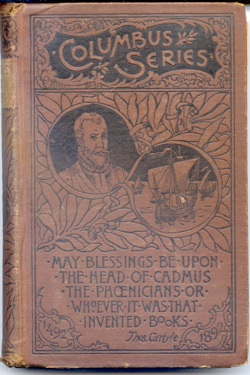 COLUMBUS
SERIES
·MAY·BLESSINGS·BE·UPON·
·THE·HEAD·OF·CADMUS·
·THE·PHŒNICIANS·OR·
·WHOEVER·IT·WAS·THAT·
·INVENTED·BOOKS·
Thos. Carlyle
1492
1892